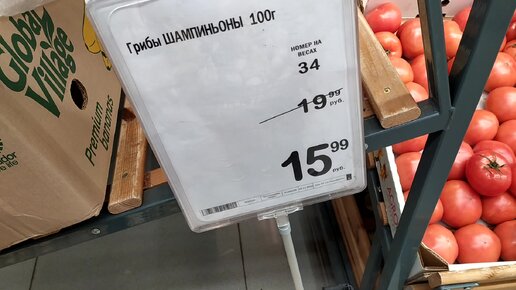 Global
Village
Premium
bananas
Грибы ШАМПИНЬОНЫ 100г
НОМЕР НА
ВЕСАХ
34
19 99
руб.
15 99
руб.